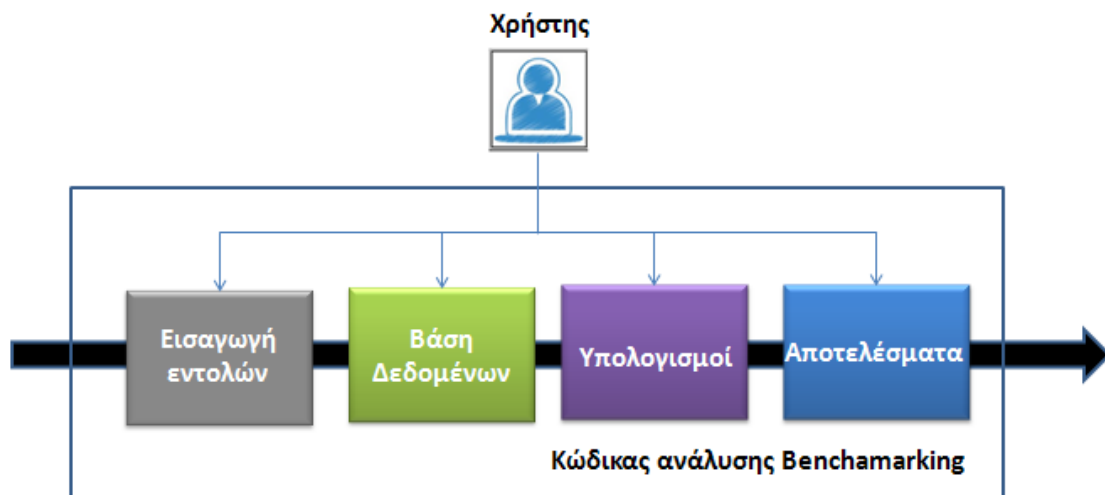 Χρήστης
Εισαγωγή
εντολών
Βάση
Δεδομένων
Υπολογισμοί
Αποτελέσματα
Κώδικας ανάλυσης Benchamarking